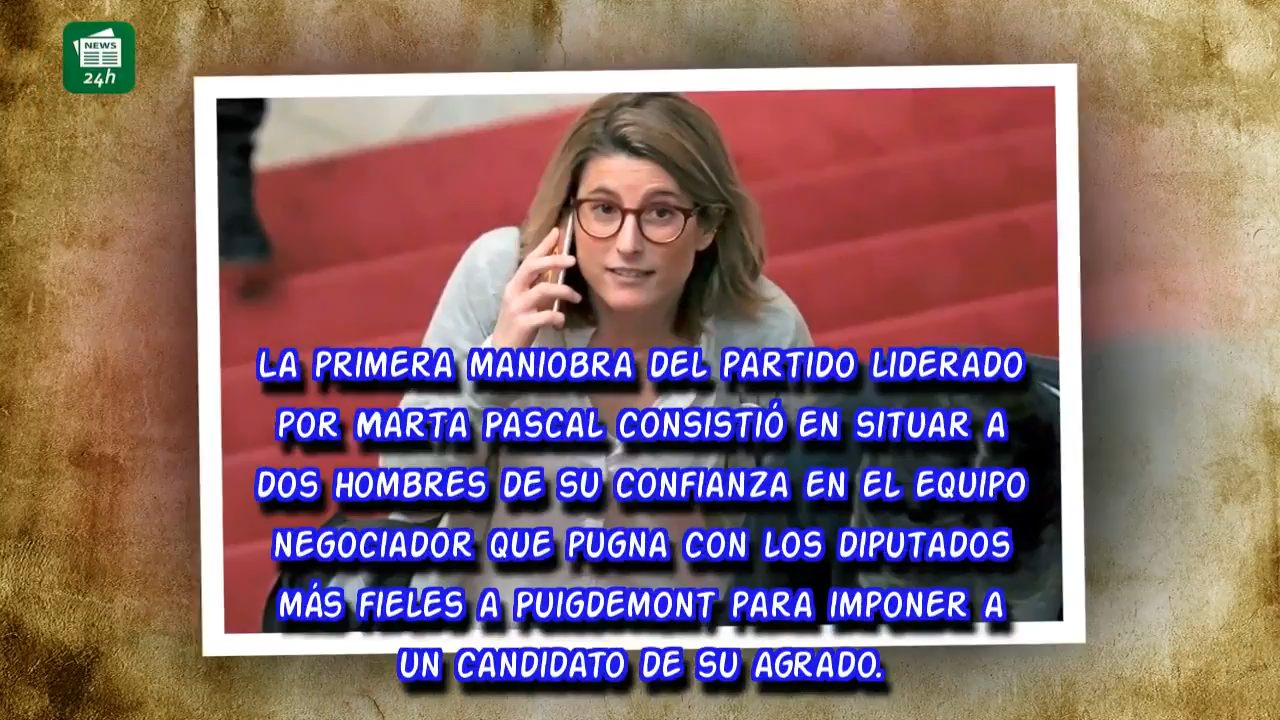 NEWS
24h
LA PRIMERA MANIOBRA DEL PARTIDO LIDERADO
POR MARTA PASCAL CONSISTIÓ EN SITUAR A
DOS HOMBRES DE SU CONFIANZA EN EL EQUIPO
NEGOCIADOR QUE PUGNA CON LOS DIPUTADOS
MÁS FIELES A PUIGDEMONT PARA IMPONER A
UN CANDIDATO DE SU AGRADO.